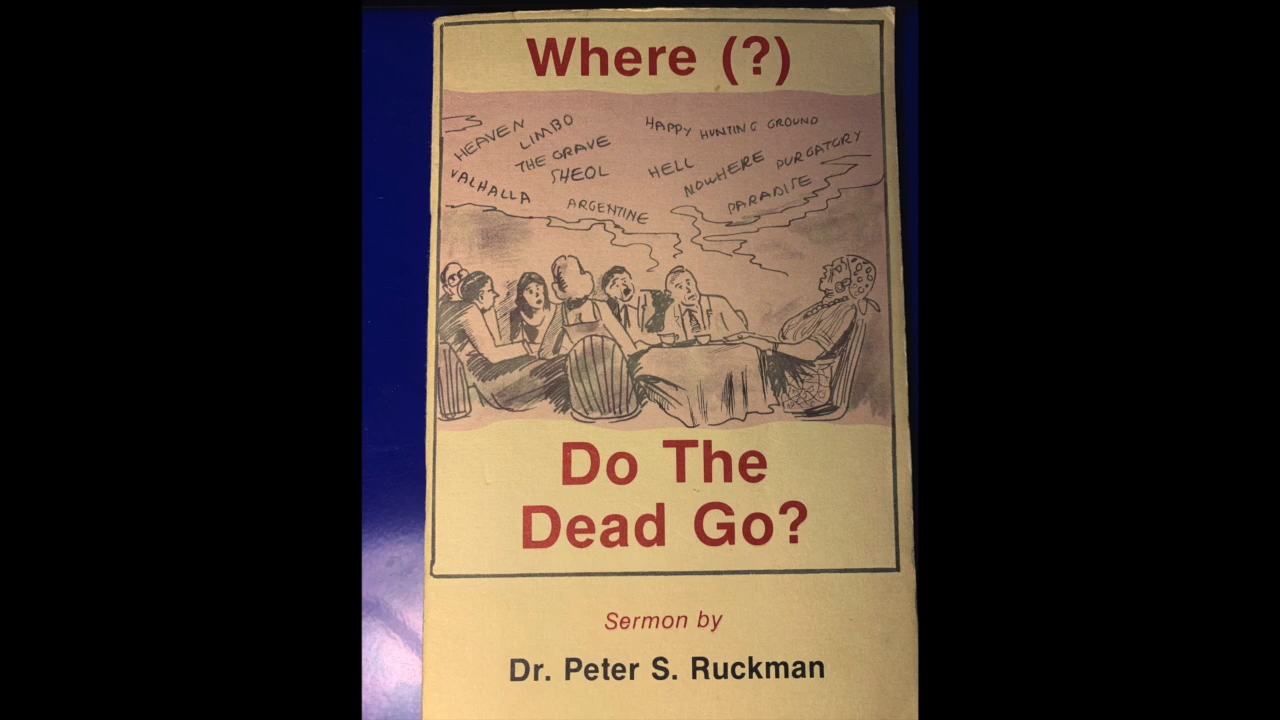 Where (?)
HEAVEN
LIMBO
HAPPY HUNTING GROUND
THE GRAVE
SHEOL
HELL
NOWHERE
PURGATORY
VALHALLA
ARGENTINE
PARADISE
Do The
Dead Go?
Sermon by
Dr. Peter S. Ruckman